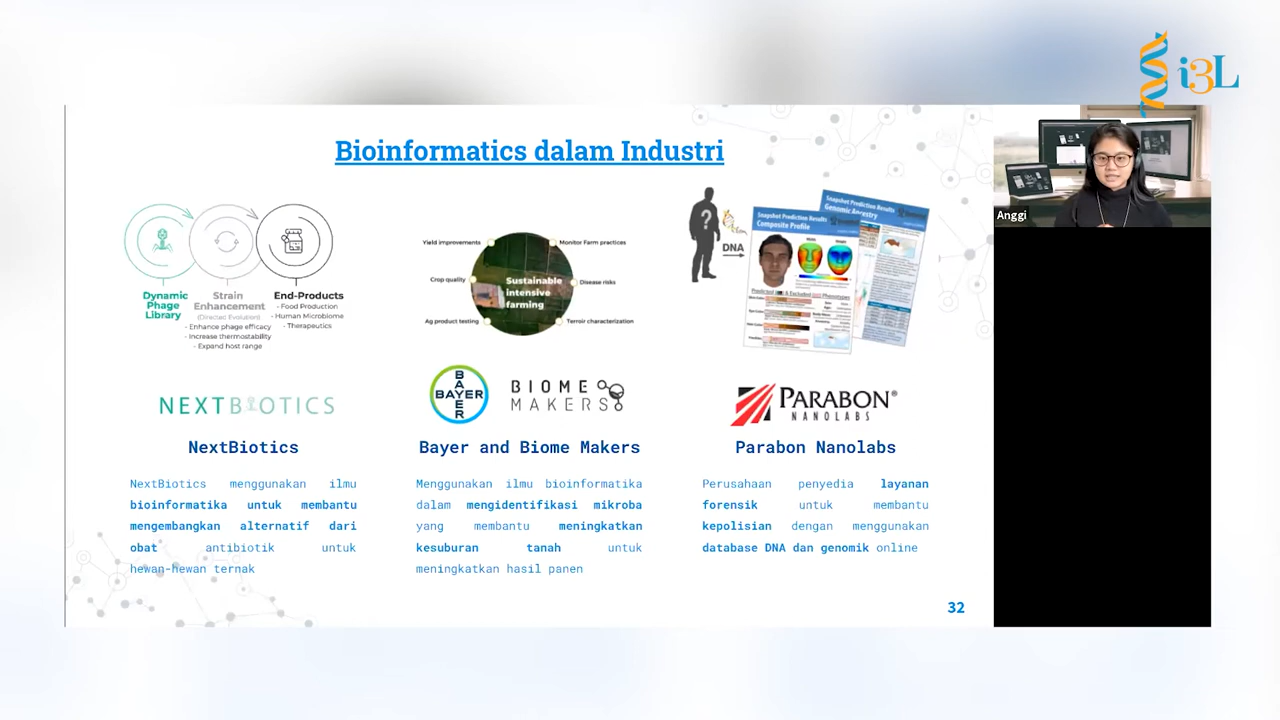 i3L
Bioinformatics dalam Industri
Anggi
Dynamic
Phage
Library
Strain
Enhancement
(Directed Evolution)
- Enhance phage efficacy
- Increase thermostability
- Expand host range
End-Products
- Food Production
- Human Microbiome
- Therapeutics
Yield improvements
Monitor Farm practices
Crop quality
Sustainable
intensive
farming
Disease risks
Ag product testing
Terroir characterization
?
DNA
Snapshot Prediction Results
Composite Profile
Snapshot Prediction Results
Genomic Ancestry
NEXTBIOTICS
BAYER
BAYER
BIOME
MAKERS
PARABON
NANOLABS
NextBiotics
Bayer and Biome Makers
Parabon Nanolabs
NextBiotics menggunakan ilmu
bioinformatika untuk membantu
mengembangkan alternatif dari
obat antibiotik untuk
hewan-hewan ternak
Menggunakan ilmu bioinformatika
dalam mengidentifikasi mikroba
yang membantu meningkatkan
kesuburan tanah untuk
meningkatkan hasil panen
Perusahaan penyedia layanan
forensik untuk membantu
kepolisian dengan menggunakan
database DNA dan genomik online
32